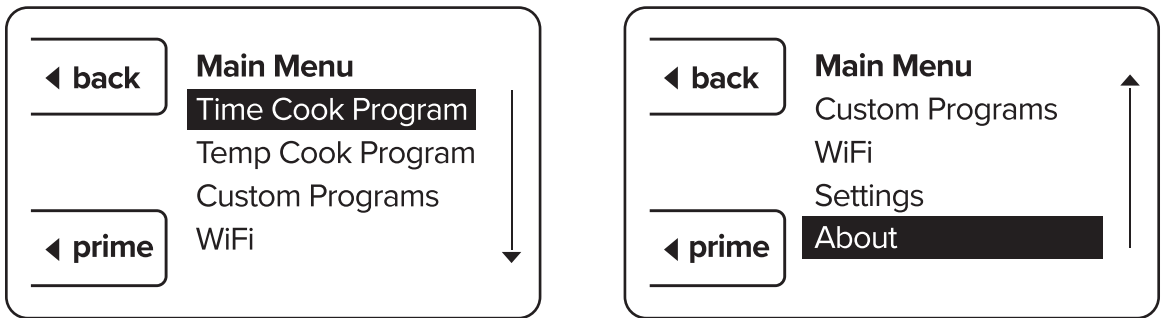 back
Main Menu
Time Cook Program
Temp Cook Program
Custom Programs
prime
WiFi
back
Main Menu
Custom Programs
WiFi
Settings
prime
About